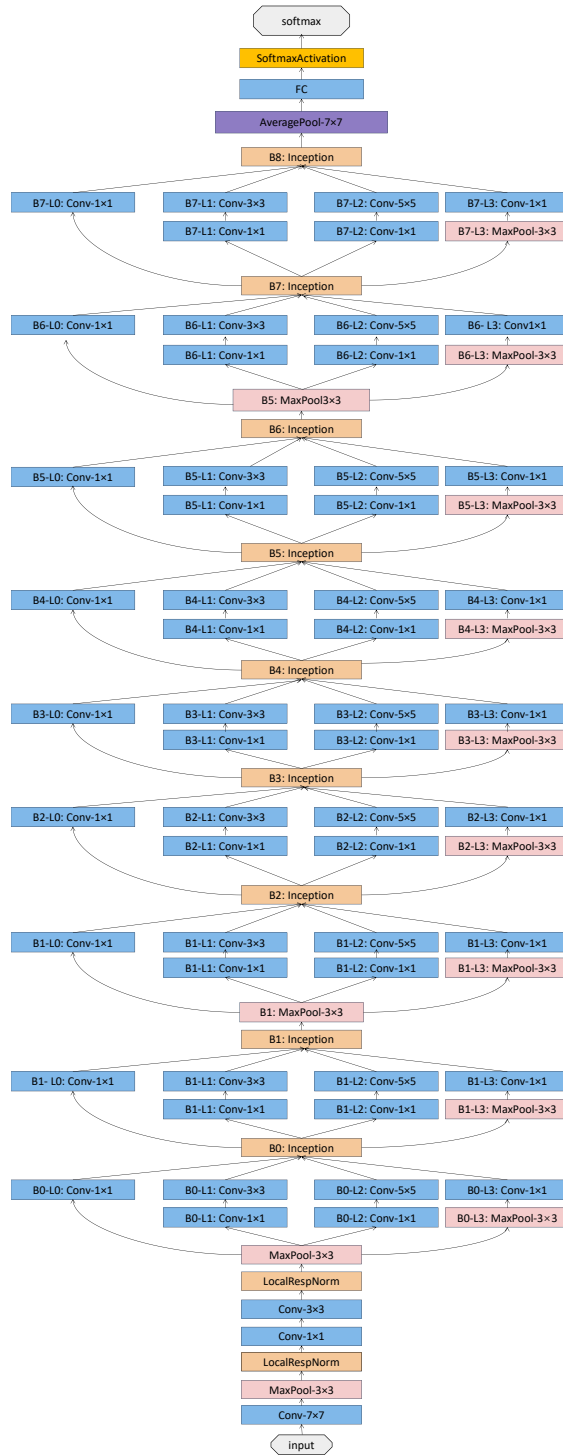 softmax
SoftmaxActivation
FC
AveragePool-7×7
B8: Inception
B7-L0: Conv-1×1 B7-L1: Conv-3×3 B7-L2: Conv-5×5 B7-L3: Conv-1×1
B7-L1: Conv-1×1 B7-L2: Conv-1×1 B7-L3: MaxPool-3×3
B7: Inception
B6-L0: Conv-1×1 B6-L1: Conv-3×3 B6-L2: Conv-5×5 B6- L3: Conv1×1
B6-L1: Conv-1×1 B6-L2: Conv-1×1 B6-L3: MaxPool-3×3
B5: MaxPool3×3
B6: Inception
B5-L0: Conv-1×1 B5-L1: Conv-3×3 B5-L2: Conv-5×5 B5-L3: Conv-1×1
B5-L1: Conv-1×1 B5-L2: Conv-1×1 B5-L3: MaxPool-3×3
B5: Inception
B4-L0: Conv-1×1 B4-L1: Conv-3×3 B4-L2: Conv-5×5 B4-L3: Conv-1×1
B4-L1: Conv-1×1 B4-L2: Conv-1×1 B4-L3: MaxPool-3×3
B4: Inception
B3-L0: Conv-1×1 B3-L1: Conv-3×3 B3-L2: Conv-5×5 B3-L3: Conv-1×1
B3-L1: Conv-1×1 B3-L2: Conv-1×1 B3-L3: MaxPool-3×3
B3: Inception
B2-L0: Conv-1×1 B2-L1: Conv-3×3 B2-L2: Conv-5×5 B2-L3: Conv-1×1
B2-L1: Conv-1×1 B2-L2: Conv-1×1 B2-L3: MaxPool-3×3
B2: Inception
B1-L0: Conv-1×1 B1-L1: Conv-3×3 B1-L2: Conv-5×5 B1-L3: Conv-1×1
B1-L1: Conv-1×1 B1-L2: Conv-1×1 B1-L3: MaxPool-3×3
B1: MaxPool-3×3
B1: Inception
B1- L0: Conv-1×1 B1-L1: Conv-3×3 B1-L2: Conv-5×5 B1-L3: Conv-1×1
B1-L1: Conv-1×1 B1-L2: Conv-1×1 B1-L3: MaxPool-3×3
B0: Inception
B0-L0: Conv-1×1 B0-L1: Conv-3×3 B0-L2: Conv-5×5 B0-L3: Conv-1×1
B0-L1: Conv-1×1 B0-L2: Conv-1×1 B0-L3: MaxPool-3×3
MaxPool-3×3
LocalRespNorm
Conv-3×3
Conv-1×1
LocalRespNorm
MaxPool-3×3
Conv-7×7
input